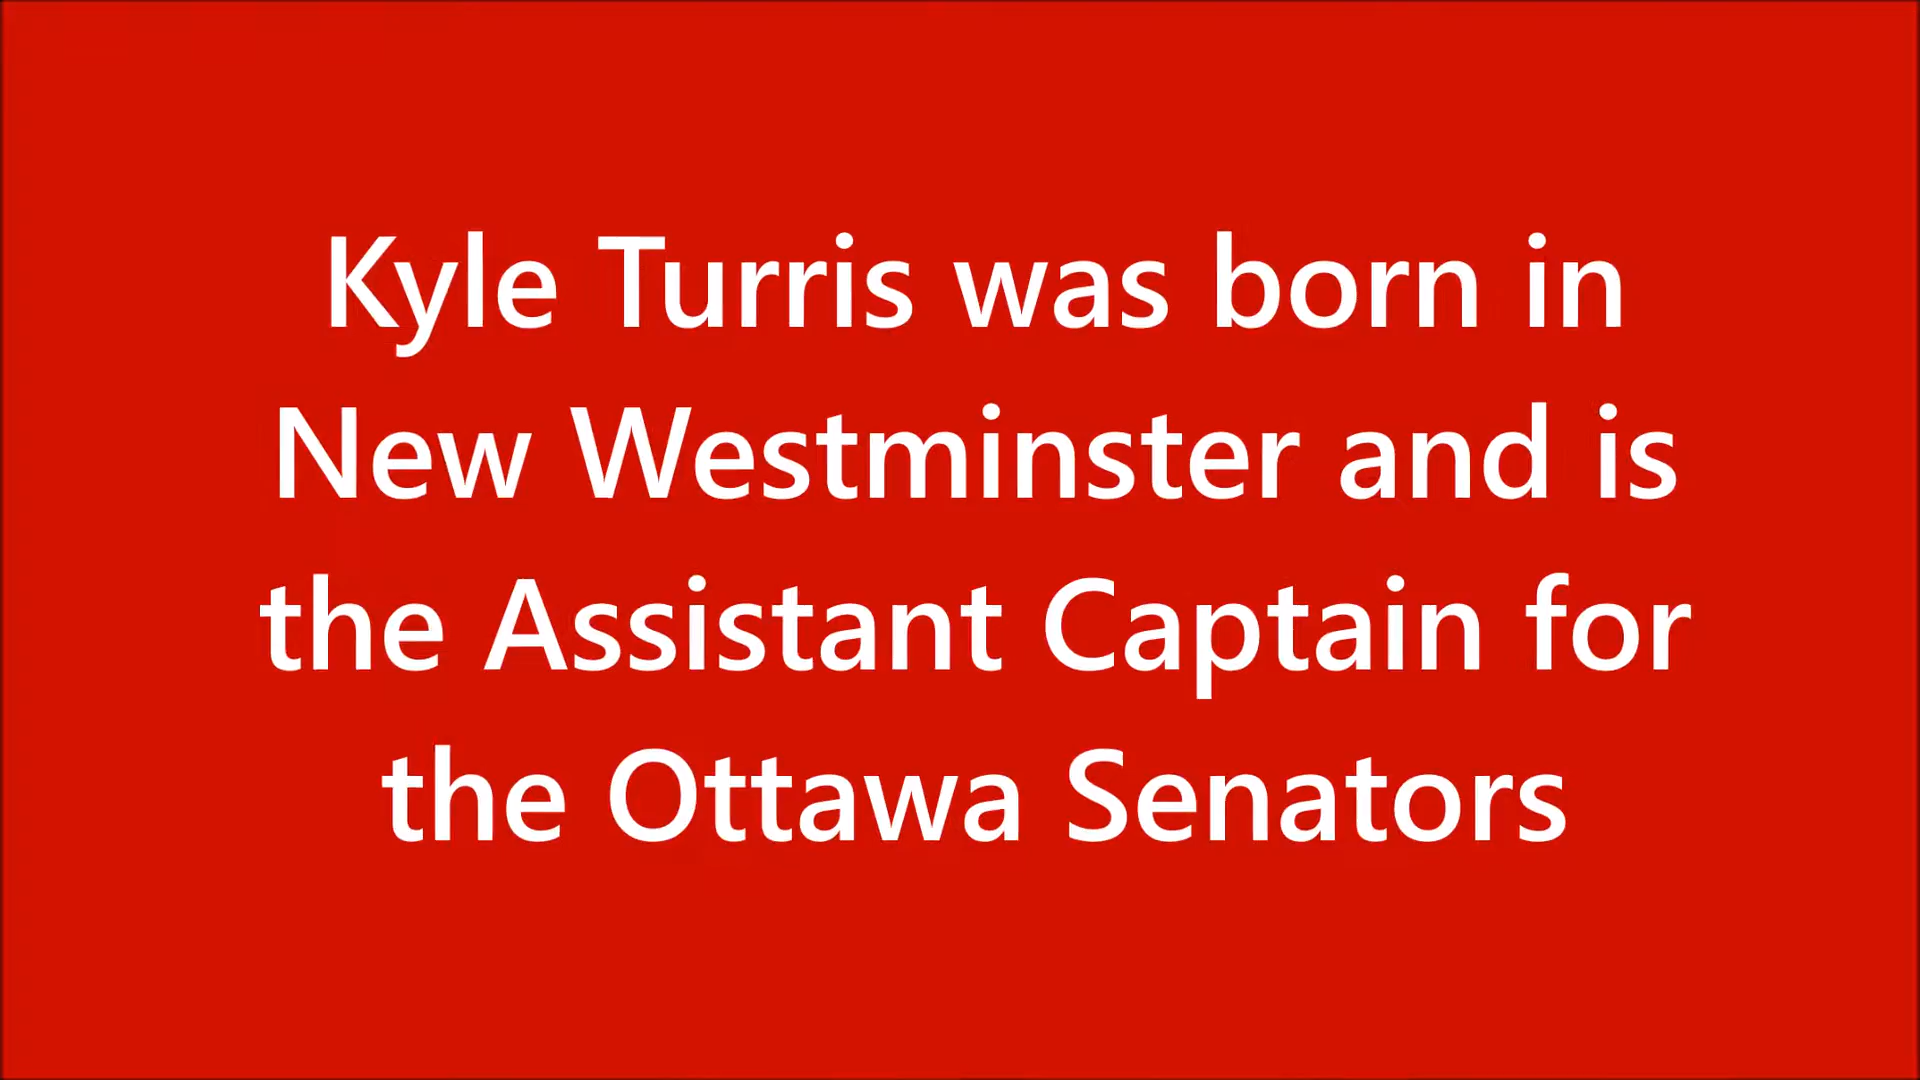 Kyle Turris was born in
New Westminster and is
the Assistant Captain for
the Ottawa Senators